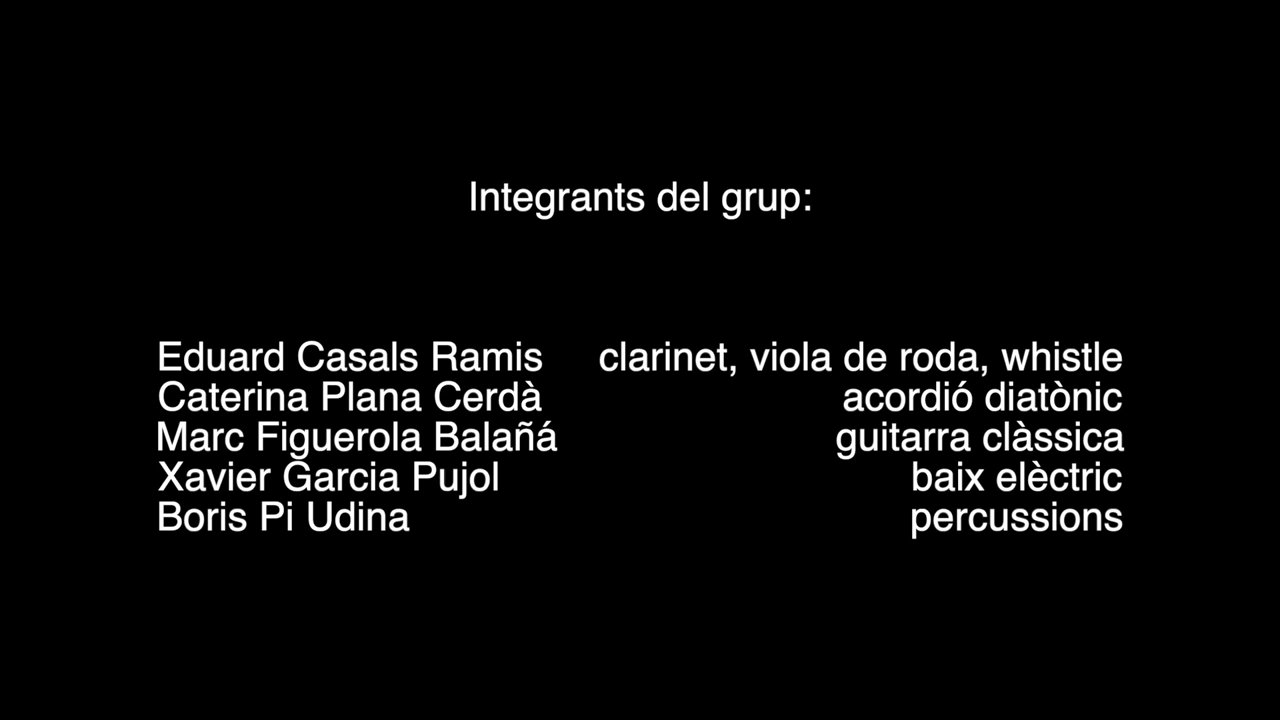 Integrants del grup:
Eduard Casals Ramis clarinet, viola de roda, whistle
Caterina Plana Cerdà acordió diatònic
Marc Figuerola Balañá guitarra clàssica
Xavier Garcia Pujol baix elèctric
Boris Pi Udina percussions